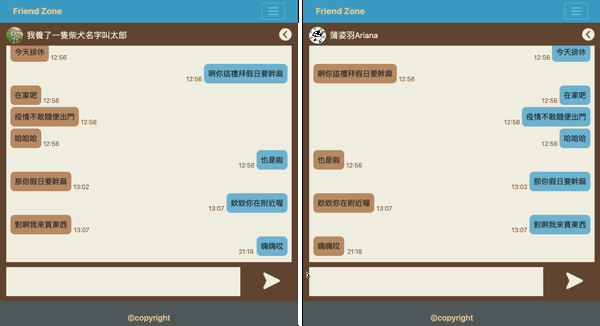 Friend Zone
我養了一隻柴犬名字叫太郎
今天排休
12:56
啊你這禮拜假日要幹麻
12:56
在家吧
12:56
疫情不敢隨便出門
12:56
哈哈哈
12:56
也是啦
12:56
那你假日要幹麻
13:02
欸欸你在附近喔
13:07
對啊我來買東西
13:07
嗨嗨哎
21:18
©copyright
Friend Zone
薄姿羽Ariana
今天排休
12:56
啊你這禮拜假日要幹麻
12:56
在家吧
12:56
疫情不敢隨便出門
12:56
哈哈哈
12:56
也是啦
12:56
那你假日要幹麻
13:02
欸欸你在附近喔
13:07
對啊我來買東西
13:07
嗨嗨哎
21:18
©copyright